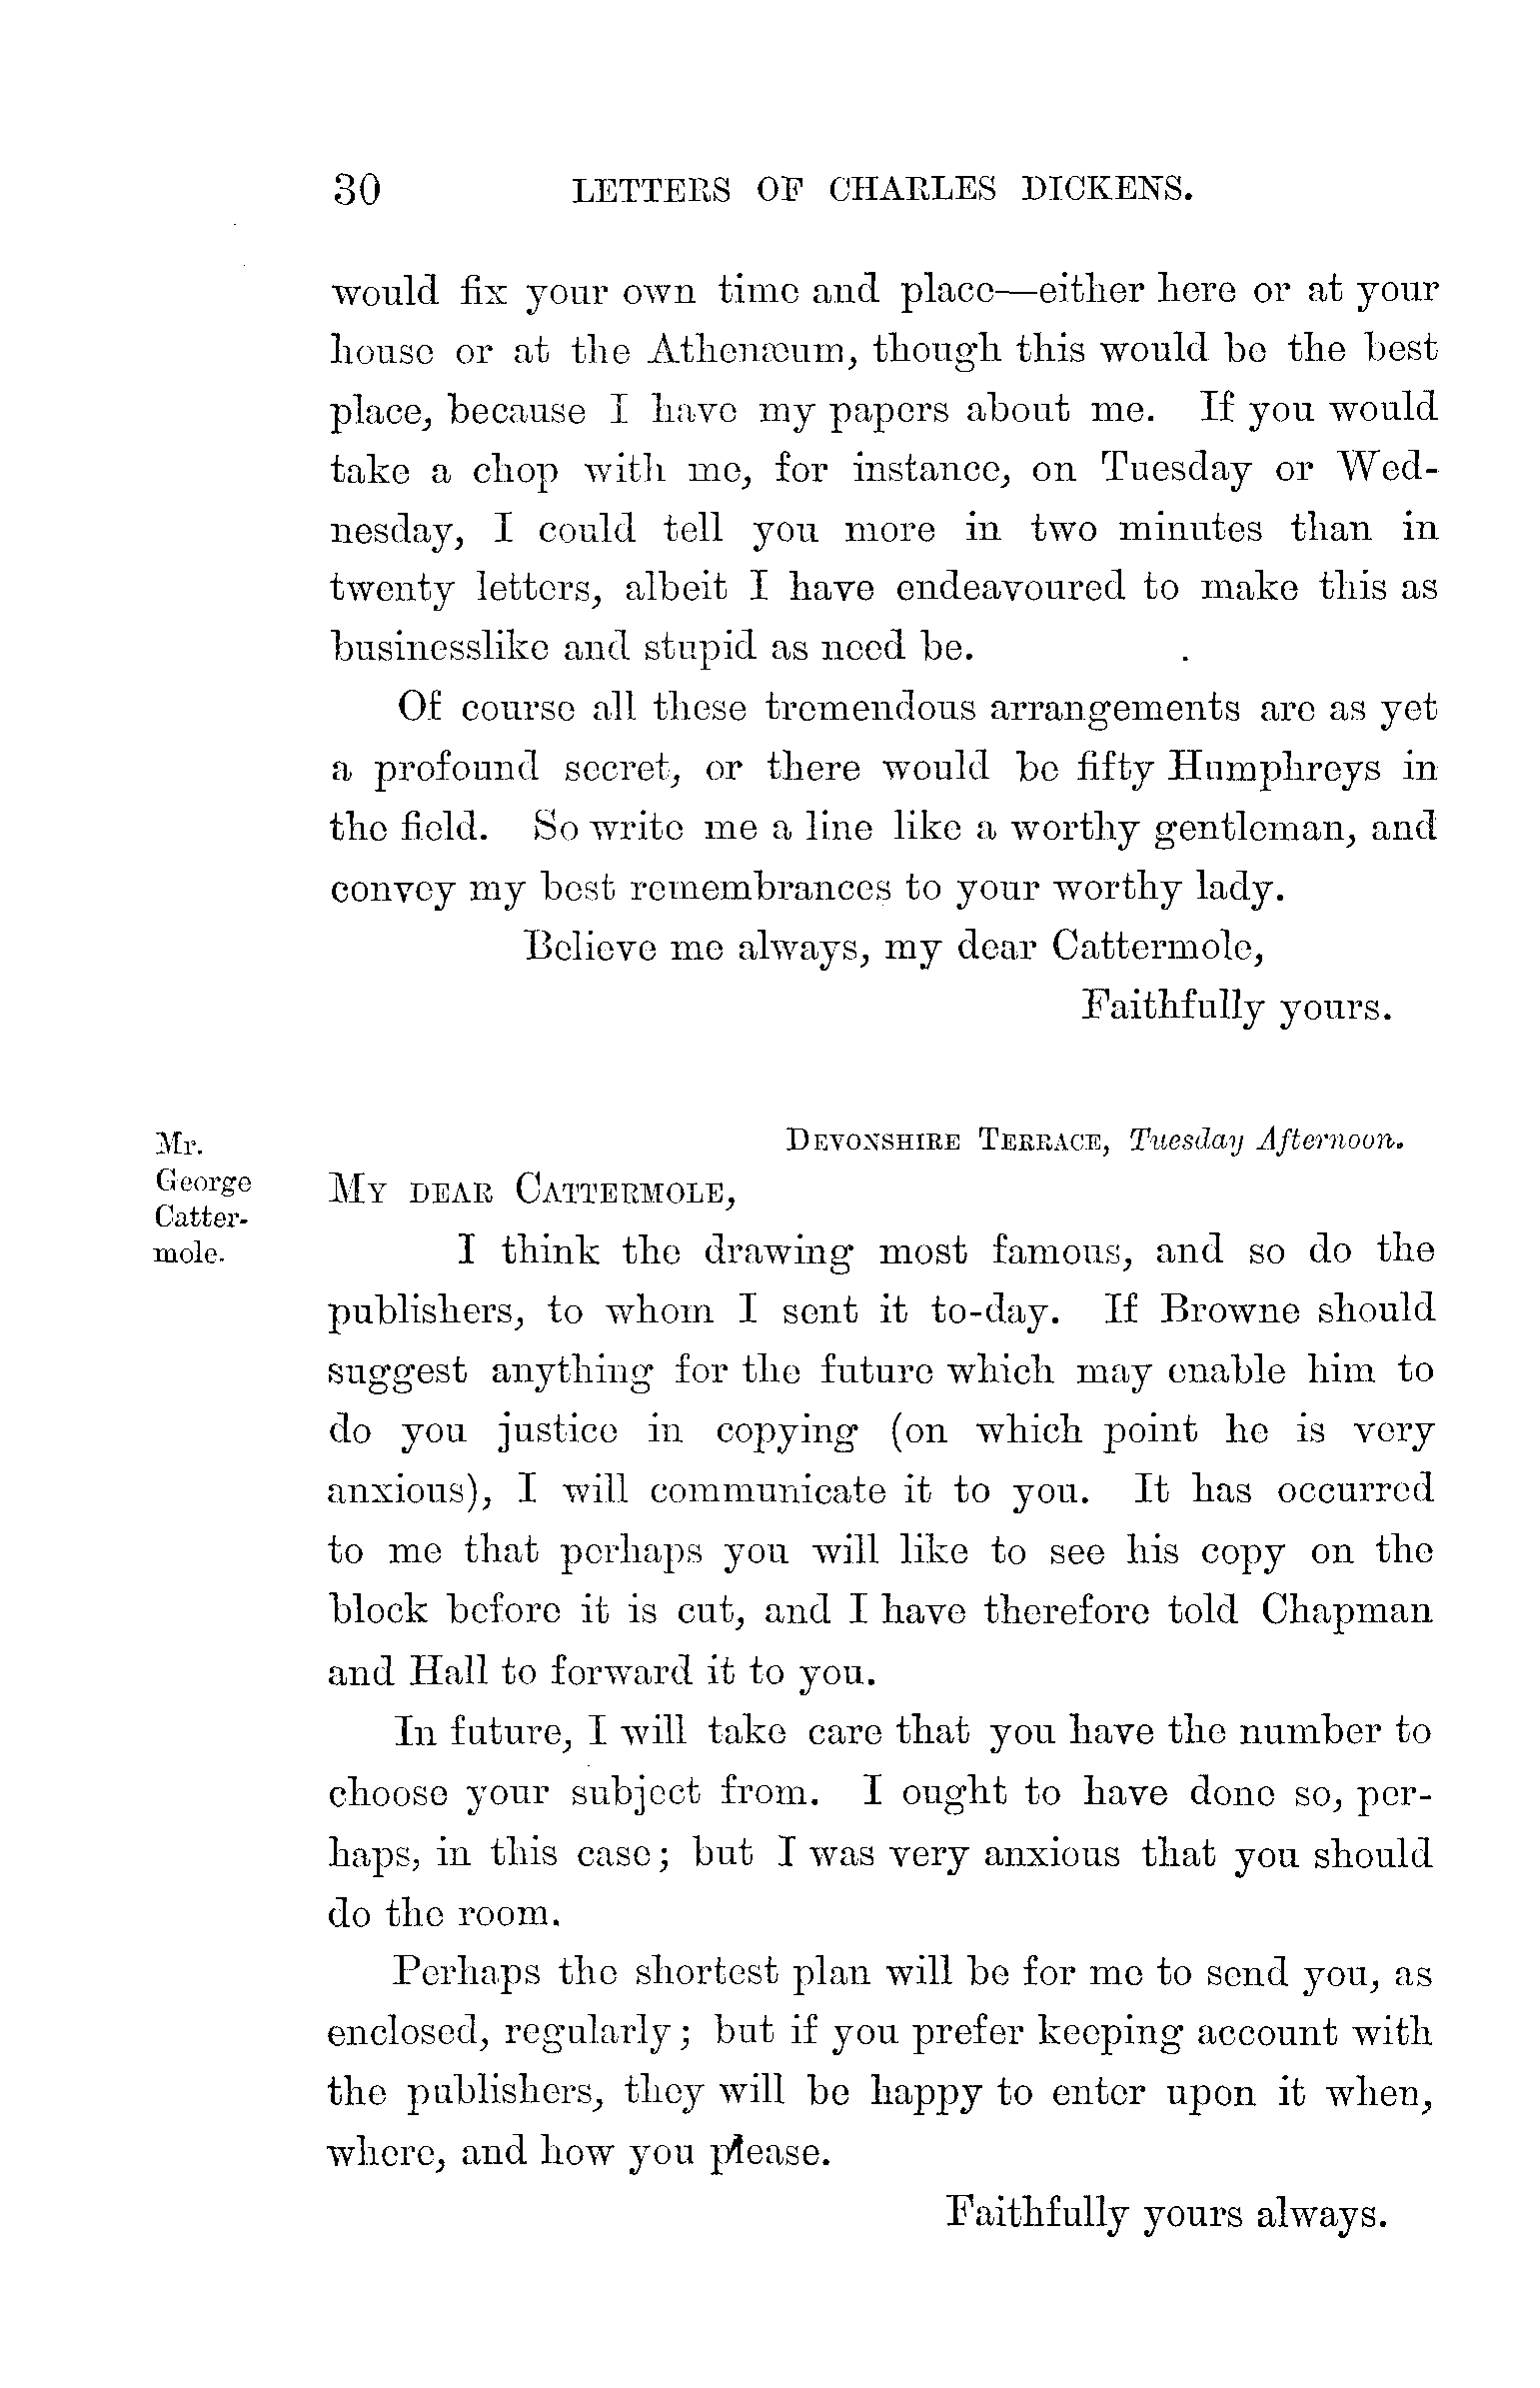 30 LETTERS OF CHARLES DICKENS.
would fix your own time and place—either here or at your
house or at the Athenæum, though this would be the best
place, because I have my papers about me. If you would
take a chop with me, for instance, on Tuesday or Wed-
nesday, I could tell you more in two minutes than in
twenty letters, albeit I have endeavoured to make this as
businesslike and stupid as need be.
Of course all these tremendous arrangements are as yet
a profound secret, or there would be fifty Humphreys in
the field. So write me a line like a worthy gentleman, and
convey my best remembrances to your worthy lady.
Believe me always, my dear Cattermole,
Faithfully yours.
Mr.
George
Catter-
mole.
DEVONSHIRE TERRACE, Tuesday Afternoon.
MY DEAR CATTERMOLE,
I think the drawing most famous, and so do the
publishers, to whom I sent it to-day. If Browne should
suggest anything for the future which may enable him to
do you justice in copying (on which point he is very
anxious), I will communicate it to you. It has occurred
to me that perhaps you will like to see his copy on the
block before it is cut, and I have therefore told Chapman
and Hall to forward it to you.
In future, I will take care that you have the number to
choose your subject from. I ought to have done so, per-
haps, in this case; but I was very anxious that you should
do the room.
Perhaps the shortest plan will be for me to send you, as
enclosed, regularly; but if you prefer keeping account with
the publishers, they will be happy to enter upon it when,
where, and how you please.
Faithfully yours always.